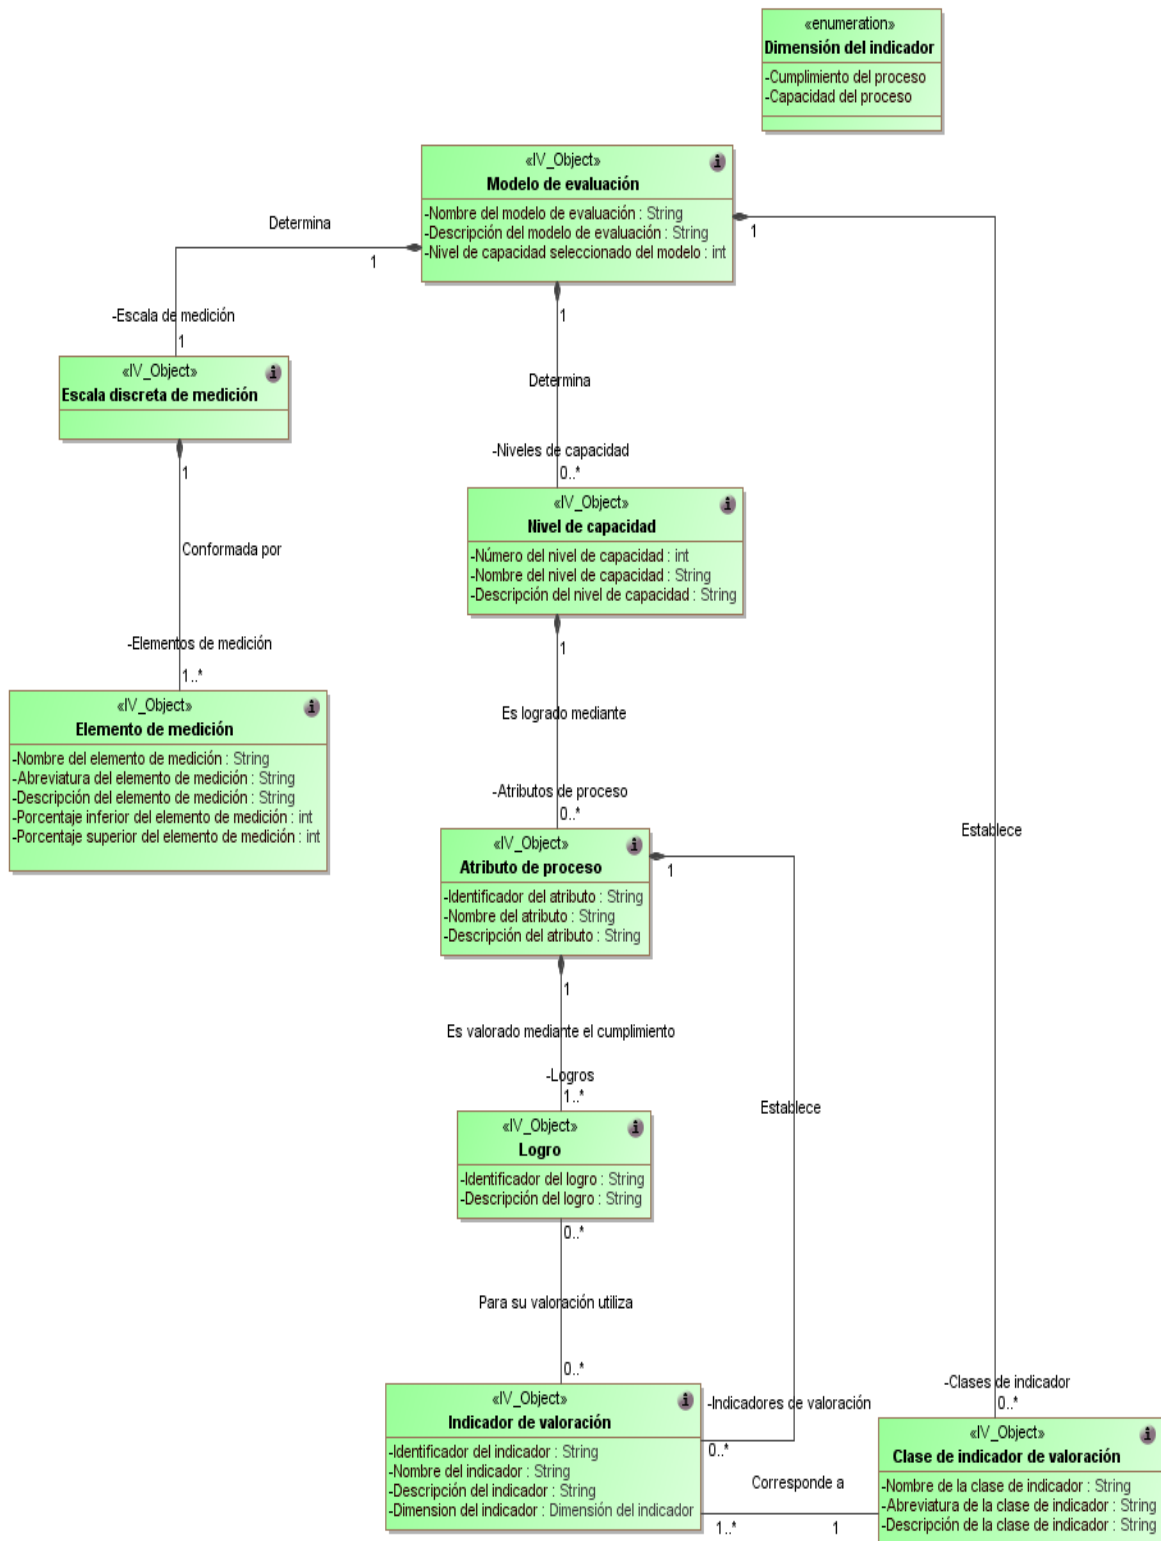 «enumeration»
Dimensión del indicador
-Cumplimiento del proceso
-Capacidad del proceso
«IV_Object»
Modelo de evaluación
-Nombre del modelo de evaluación : String
-Descripción del modelo de evaluación : String
-Nivel de capacidad seleccionado del modelo : int
Determina
1
1
1
-Escala de medición
1
«IV_Object»
Escala discreta de medición
Determina
1
-Niveles de capacidad
0..*
«IV_Object»
Nivel de capacidad
-Número del nivel de capacidad : int
-Nombre del nivel de capacidad : String
-Descripción del nivel de capacidad : String
Conformada por
-Elementos de medición
1..*
1
«IV_Object»
Elemento de medición
-Nombre del elemento de medición : String
-Abreviatura del elemento de medición : String
-Descripción del elemento de medición : String
-Porcentaje inferior del elemento de medición : int
-Porcentaje superior del elemento de medición : int
Es logrado mediante
-Atributos de proceso
0..*
Establece
«IV_Object»
Atributo de proceso
-Identificador del atributo : String
-Nombre del atributo : String
-Descripción del atributo : String
1
1
Es valorado mediante el cumplimiento
-Logros
1..*
Establece
«IV_Object»
Logro
-Identificador del logro : String
-Descripción del logro : String
0..*
Para su valoración utiliza
0..*
-Clases de indicador
0..*
«IV_Object»
Indicador de valoración
-Identificador del indicador : String
-Nombre del indicador : String
-Descripción del indicador : String
-Dimension del indicador : Dimensión del indicador
-Indicadores de valoración
0..*
Corresponde a
1..*
1
«IV_Object»
Clase de indicador de valoración
-Nombre de la clase de indicador : String
-Abreviatura de la clase de indicador : String
-Descripción de la clase de indicador : String